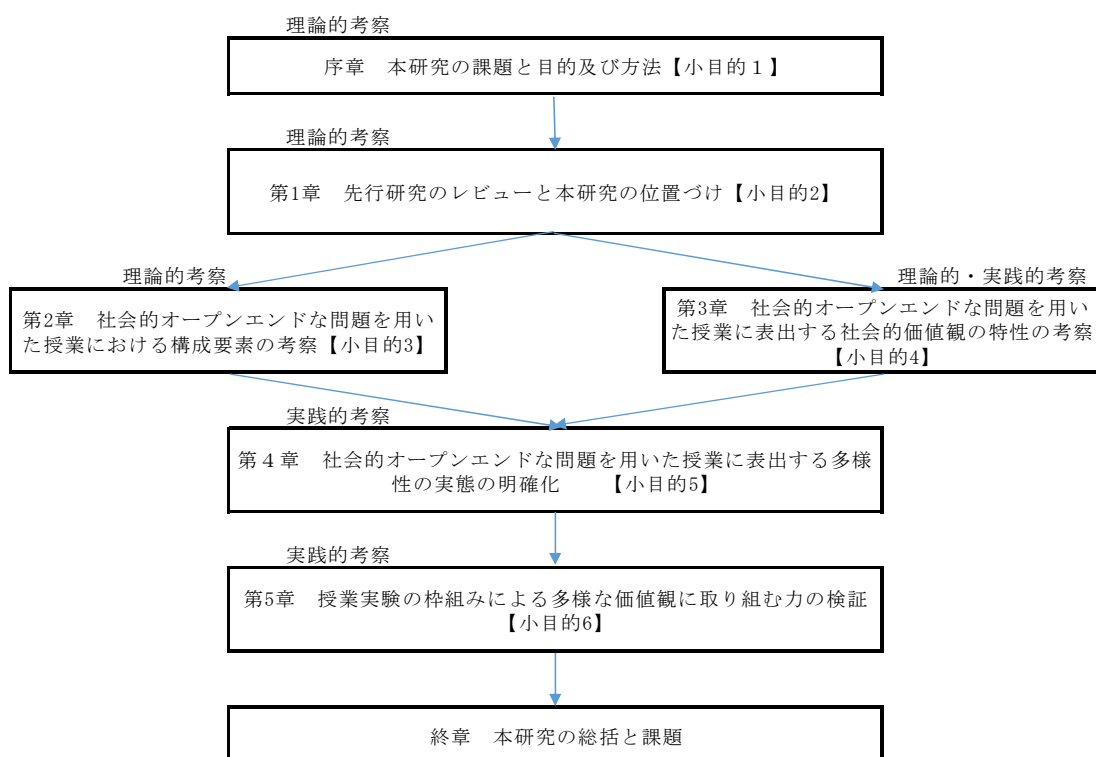 理論的考察
序章　本研究の課題と目的及び方法【小目的１】
理論的考察
第1章　先行研究のレビューと本研究の位置づけ【小目的2】
理論的考察
第2章　社会的オープンエンドな問題を用い
た授業における構成要素の考察【小目的3】
理論的・実践的考察
第3章　社会的オープンエンドな問題を用い
た授業に表出する社会的価値観の特性の考察
【小目的4】
実践的考察
第４章　社会的オープンエンドな問題を用いた授業に表出する多様
性の実態の明確化　　【小目的5】
実践的考察
第5章　授業実験の枠組みによる多様な価値観に取り組む力の検証
【小目的6】
終章　本研究の総括と課題